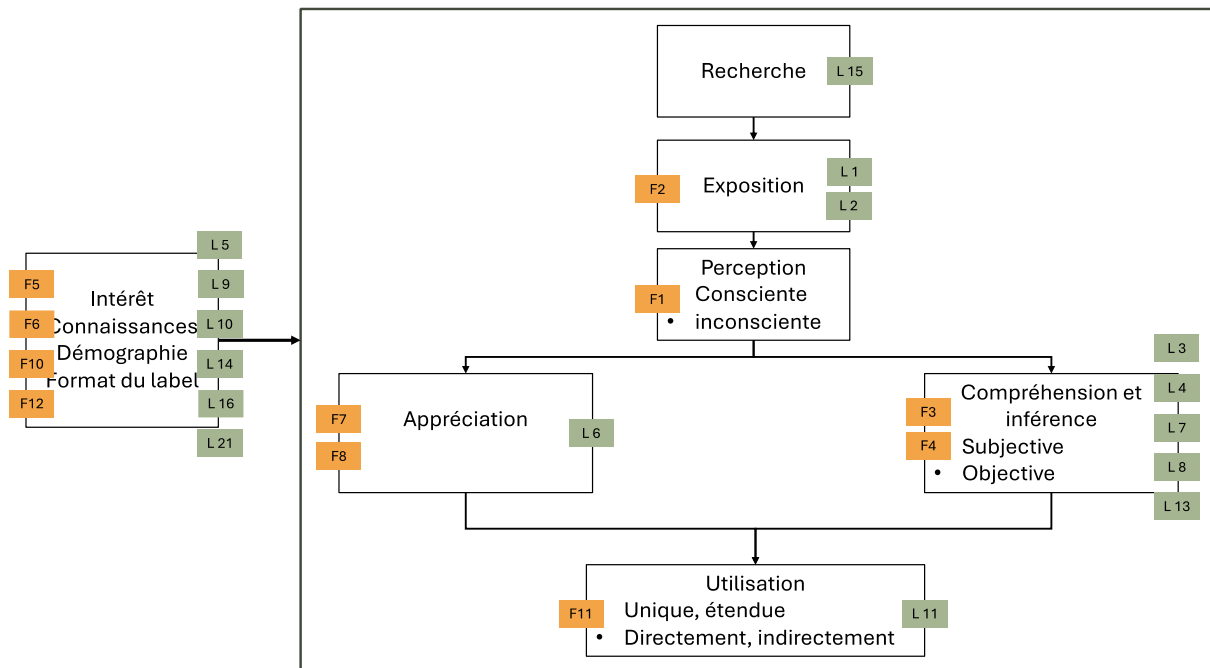 Recherche
L 15
Exposition
F2
L 1
L 2
Perception
Consciente
• inconsciente
F1
L 5
L 9
L 10
L 14
L 16
L 21
F5
F6
F10
F12
Intérêt
Connaissances
Démographie
Format du label
Appréciation
F7
F8
L 6
Compréhension et
inférence
Subjective
• Objective
F3
F4
L 3
L 4
L 7
L 8
L 13
Utilisation
Unique, étendue
• Directement, indirectement
F11
L 11